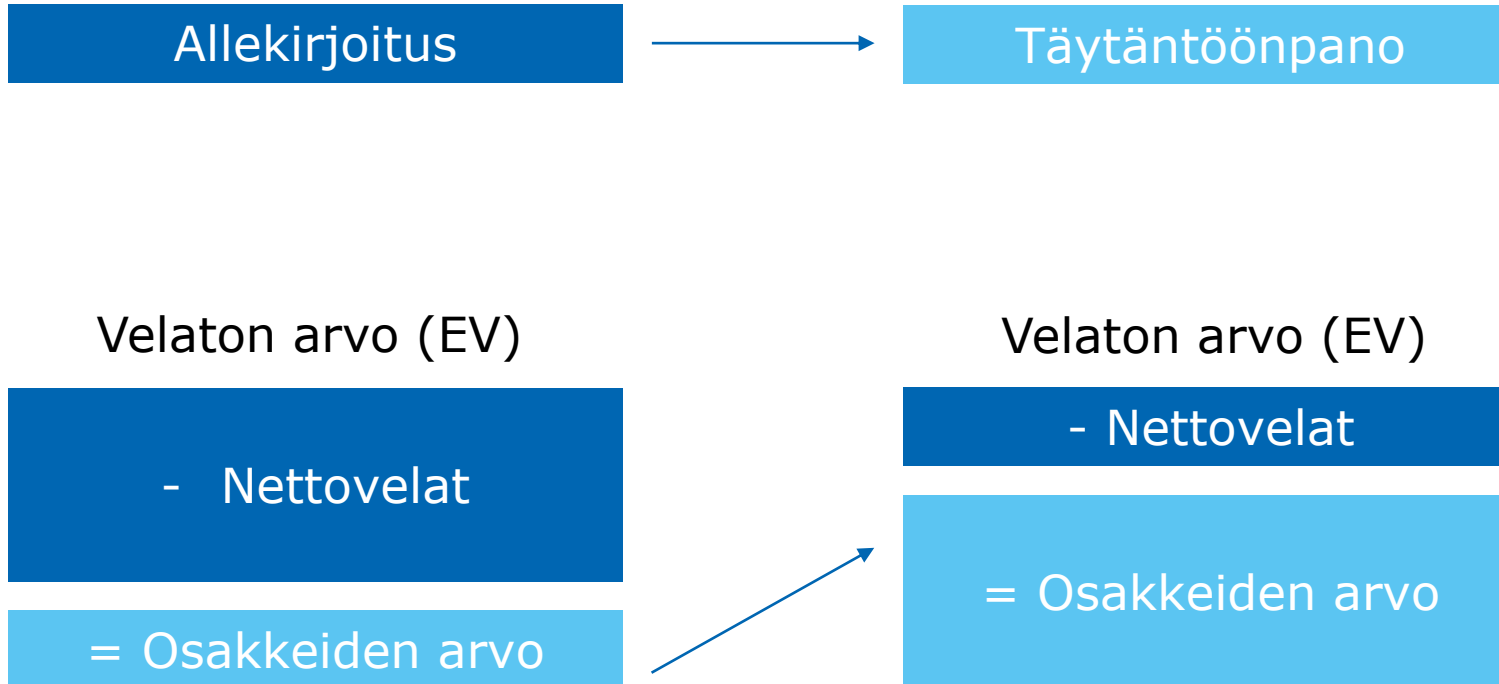 Allekirjoitus
Täytäntöönpano
Velaton arvo (EV)
- Nettovelat
= Osakkeiden arvo
Velaton arvo (EV)
- Nettovelat
= Osakkeiden arvo